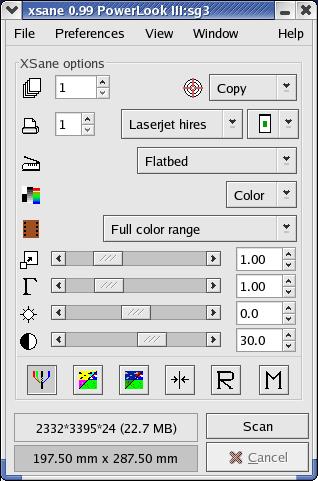 xsane 0.99 PowerLook III:sg3
File Preferences View Window Help
XSane options
1 Copy
1 Laserjet hires
Flatbed
Color
Full color range
1.00
Γ 1.00
0.0
30.0
R M
2332*3395*24 (22.7 MB) Scan
197.50 mm x 287.50 mm Cancel